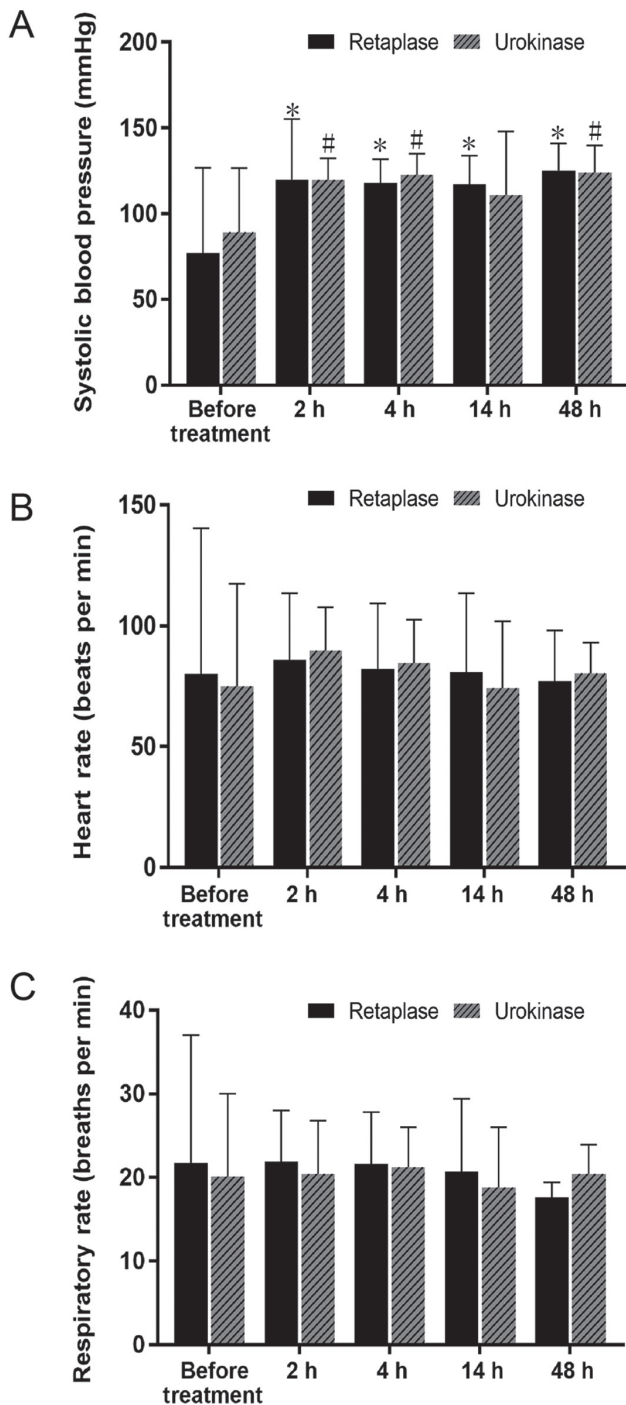 A
Systolic blood pressure (mmHg)
Retaplase Urokinase
200
150
100
50
0
* # * # * * #
Before treatment 2 h 4 h 14 h 48 h
B
Heart rate (beats per min)
Retaplase Urokinase
150
100
50
0
Before treatment 2 h 4 h 14 h 48 h
C
Respiratory rate (breaths per min)
Retaplase Urokinase
40
30
20
10
0
Before treatment 2 h 4 h 14 h 48 h